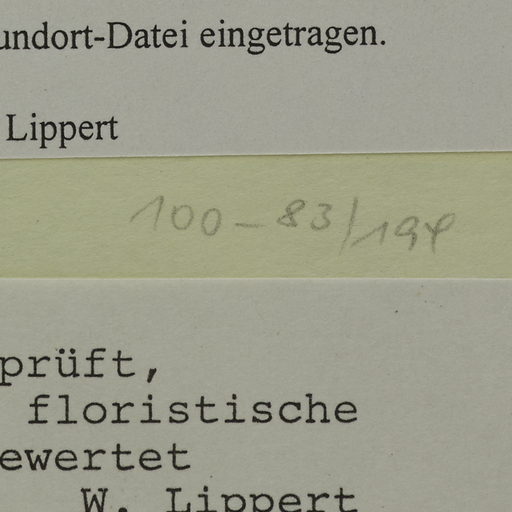 undort-Datei eingetragen.
Lippert
100-83/194
prüft,
floristische
ewertet
W. Lippert